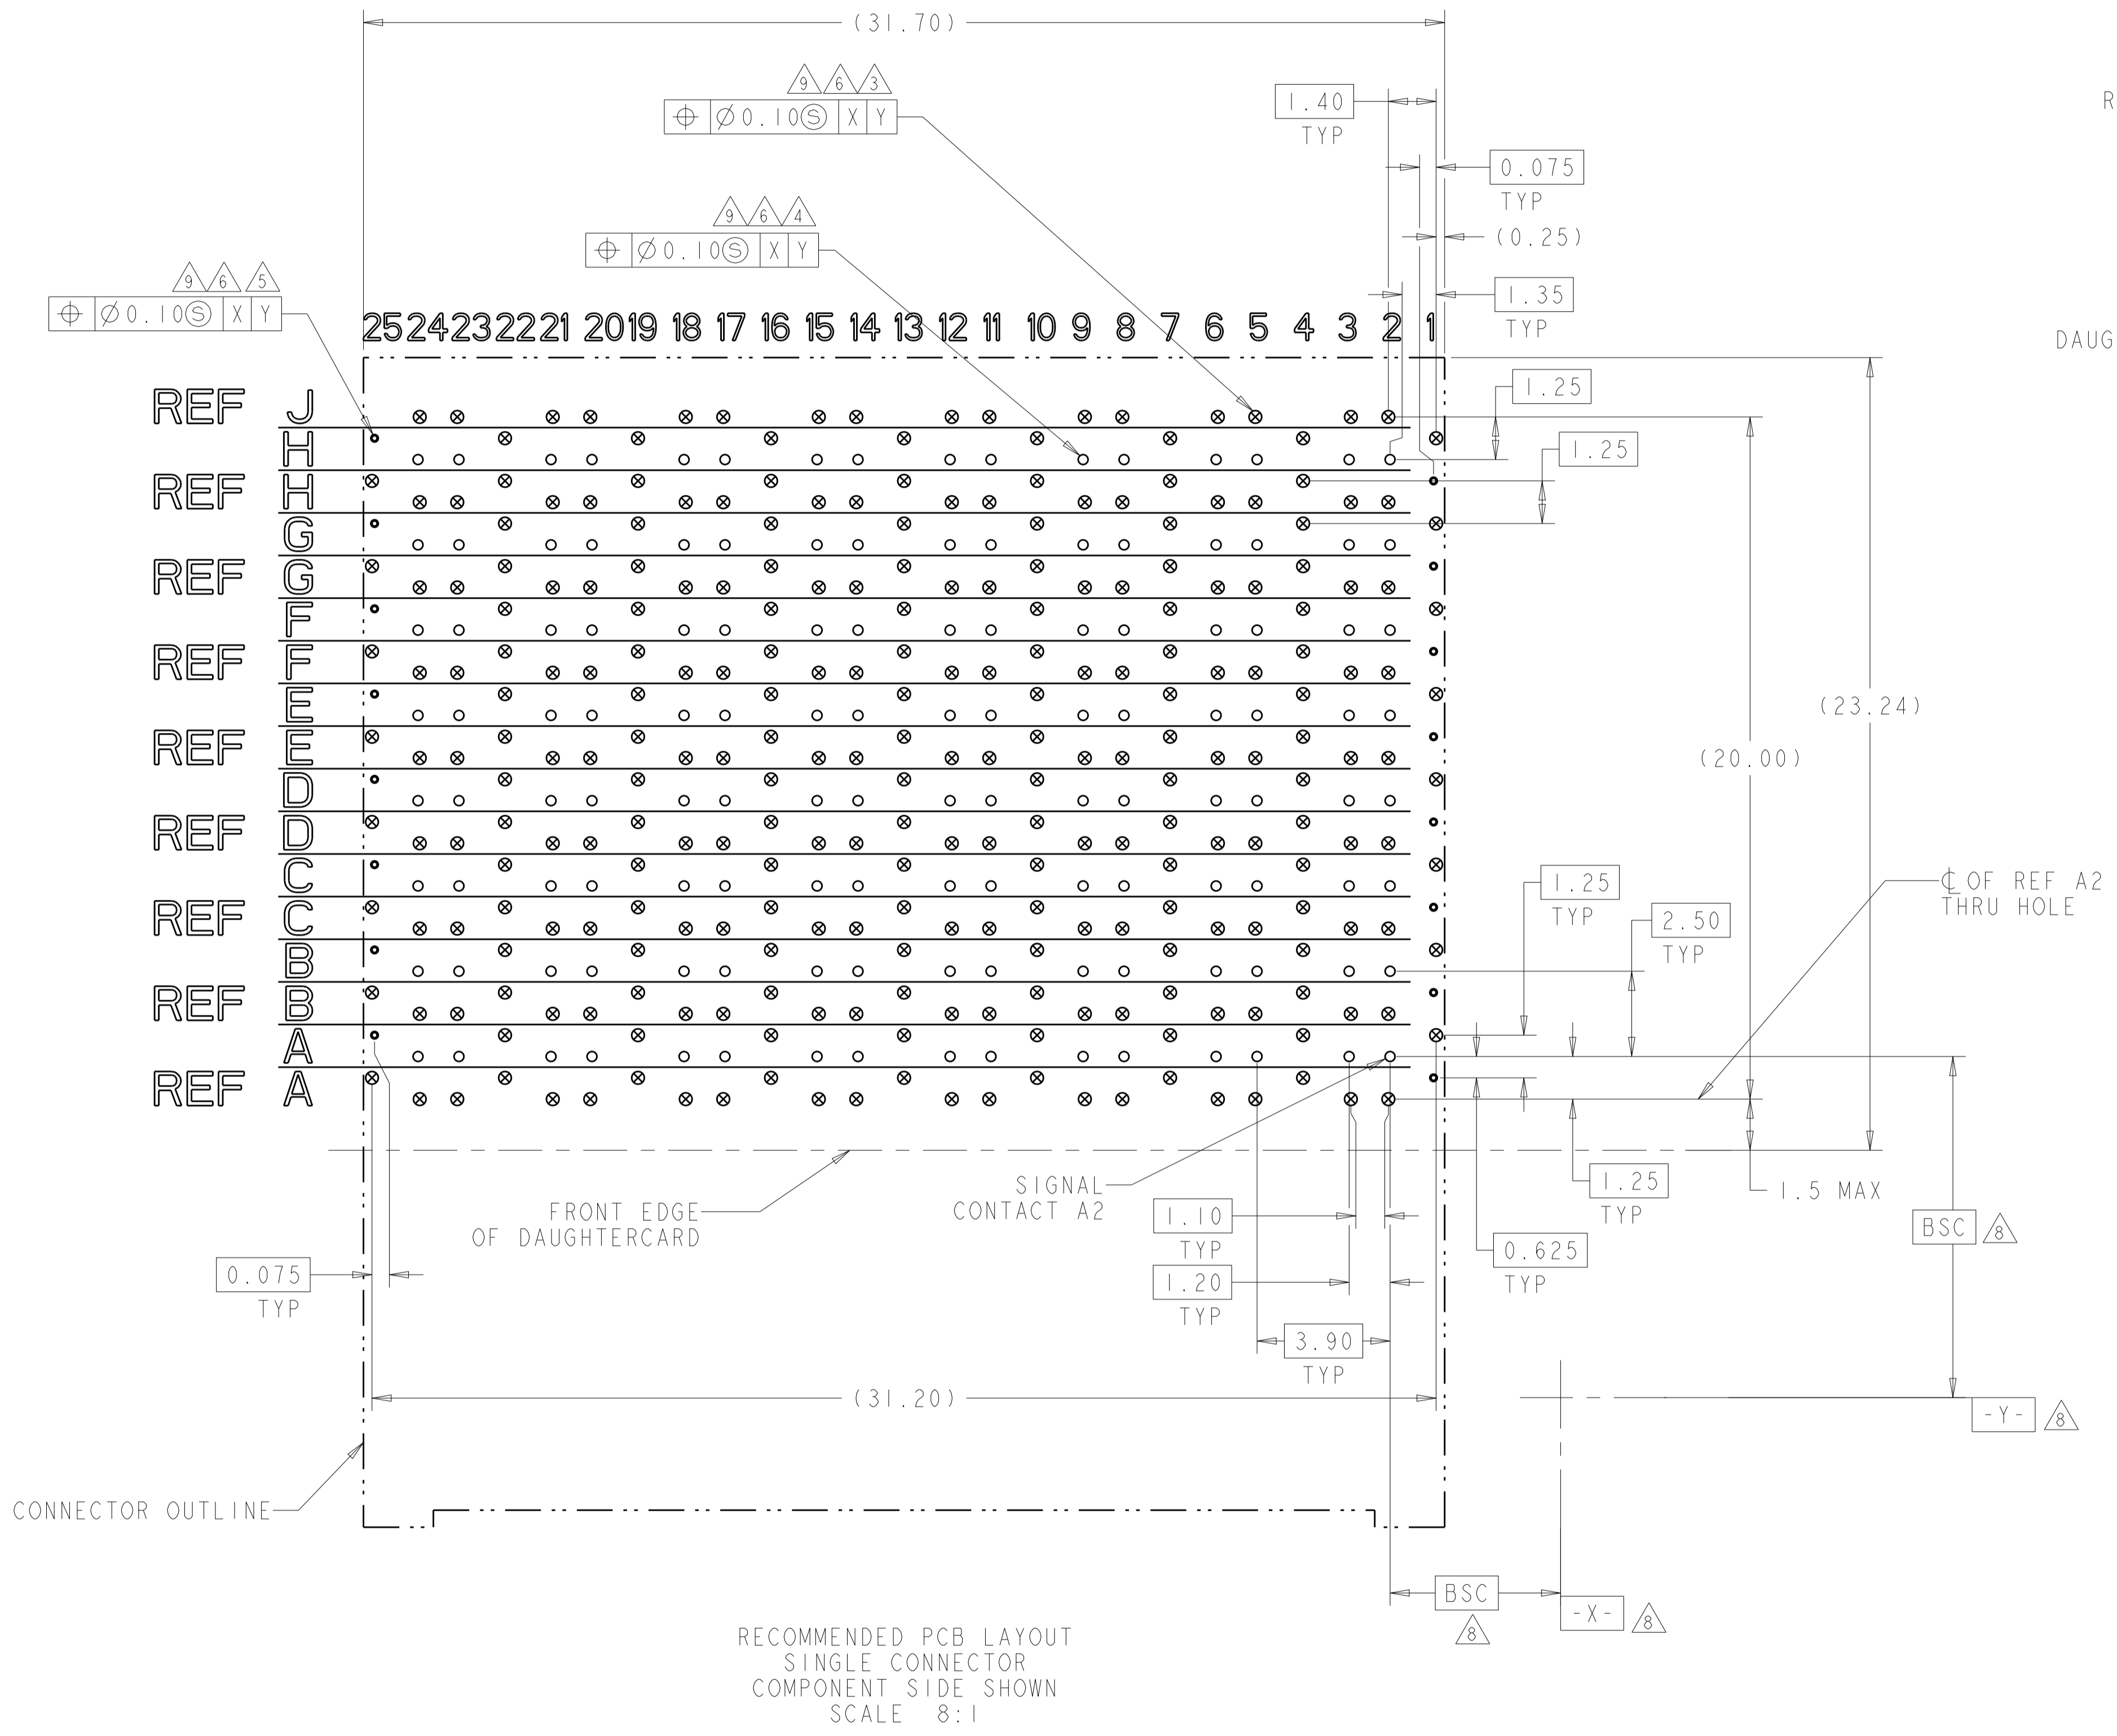 (31.70)
9 6 3
⌖ Ø0.10Ⓢ X Y
1.40
TYP
R
0.075
TYP
9 6 4
⌖ Ø0.10Ⓢ X Y
(0.25)
9 6 5
⌖ Ø0.10Ⓢ X Y
1.35
TYP
25 24 23 22 21 20 19 18 17 16 15 14 13 12 11 10 9 8 7 6 5 4 3 2 1
DAUG
1.25
REF J
H
1.25
REF H
G
REF G
F
REF F
E
(23.24)
REF E
(20.00)
D
REF D
C
1.25
TYP
℄ OF REF A2
THRU HOLE
REF C
2.50
TYP
B
REF B
A
REF A
SIGNAL
CONTACT A2
1.25
TYP
1.5 MAX
FRONT EDGE
OF DAUGHTERCARD
1.10
TYP
BSC 8
0.625
TYP
0.075
TYP
1.20
TYP
3.90
TYP
(31.20)
-Y- 8
CONNECTOR OUTLINE
BSC
8
-X- 8
RECOMMENDED PCB LAYOUT
SINGLE CONNECTOR
COMPONENT SIDE SHOWN
SCALE 8:1